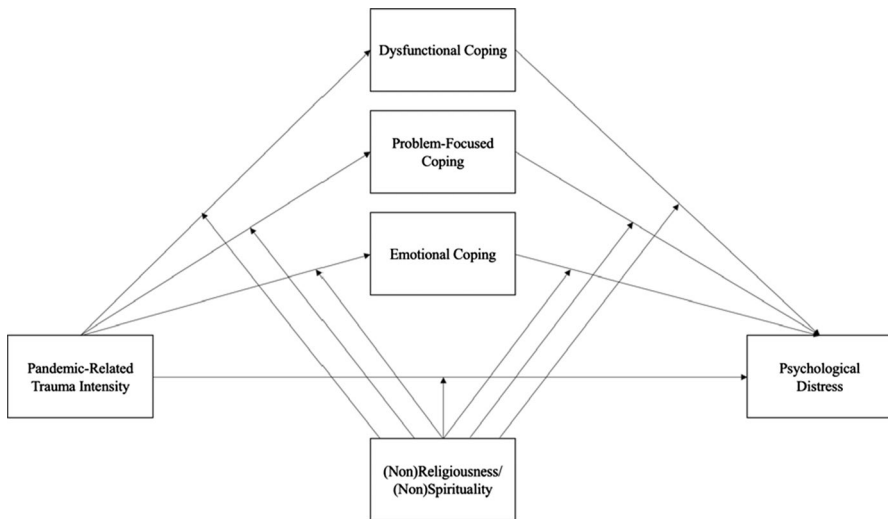 Dysfunctional Coping
Problem-Focused
Coping
Emotional Coping
Pandemic-Related
Trauma Intensity
Psychological
Distress
(Non)Religiousness/
(Non)Spirituality